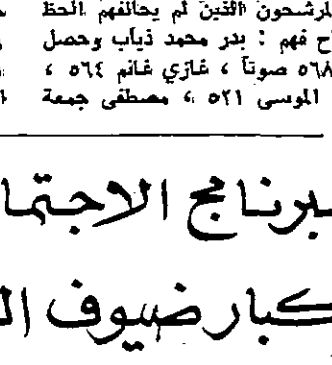 المرشحون الذين لم يحالفهم الحظ
فهم : بدر محمد ذياب وحصل
٥٦٨ صوتاً ، غازي غانم ٥٦٤ ،
الموسى ٥٢١ ، مصطفى جمعة
برنامج الاجتما
كبار ضيوف ال